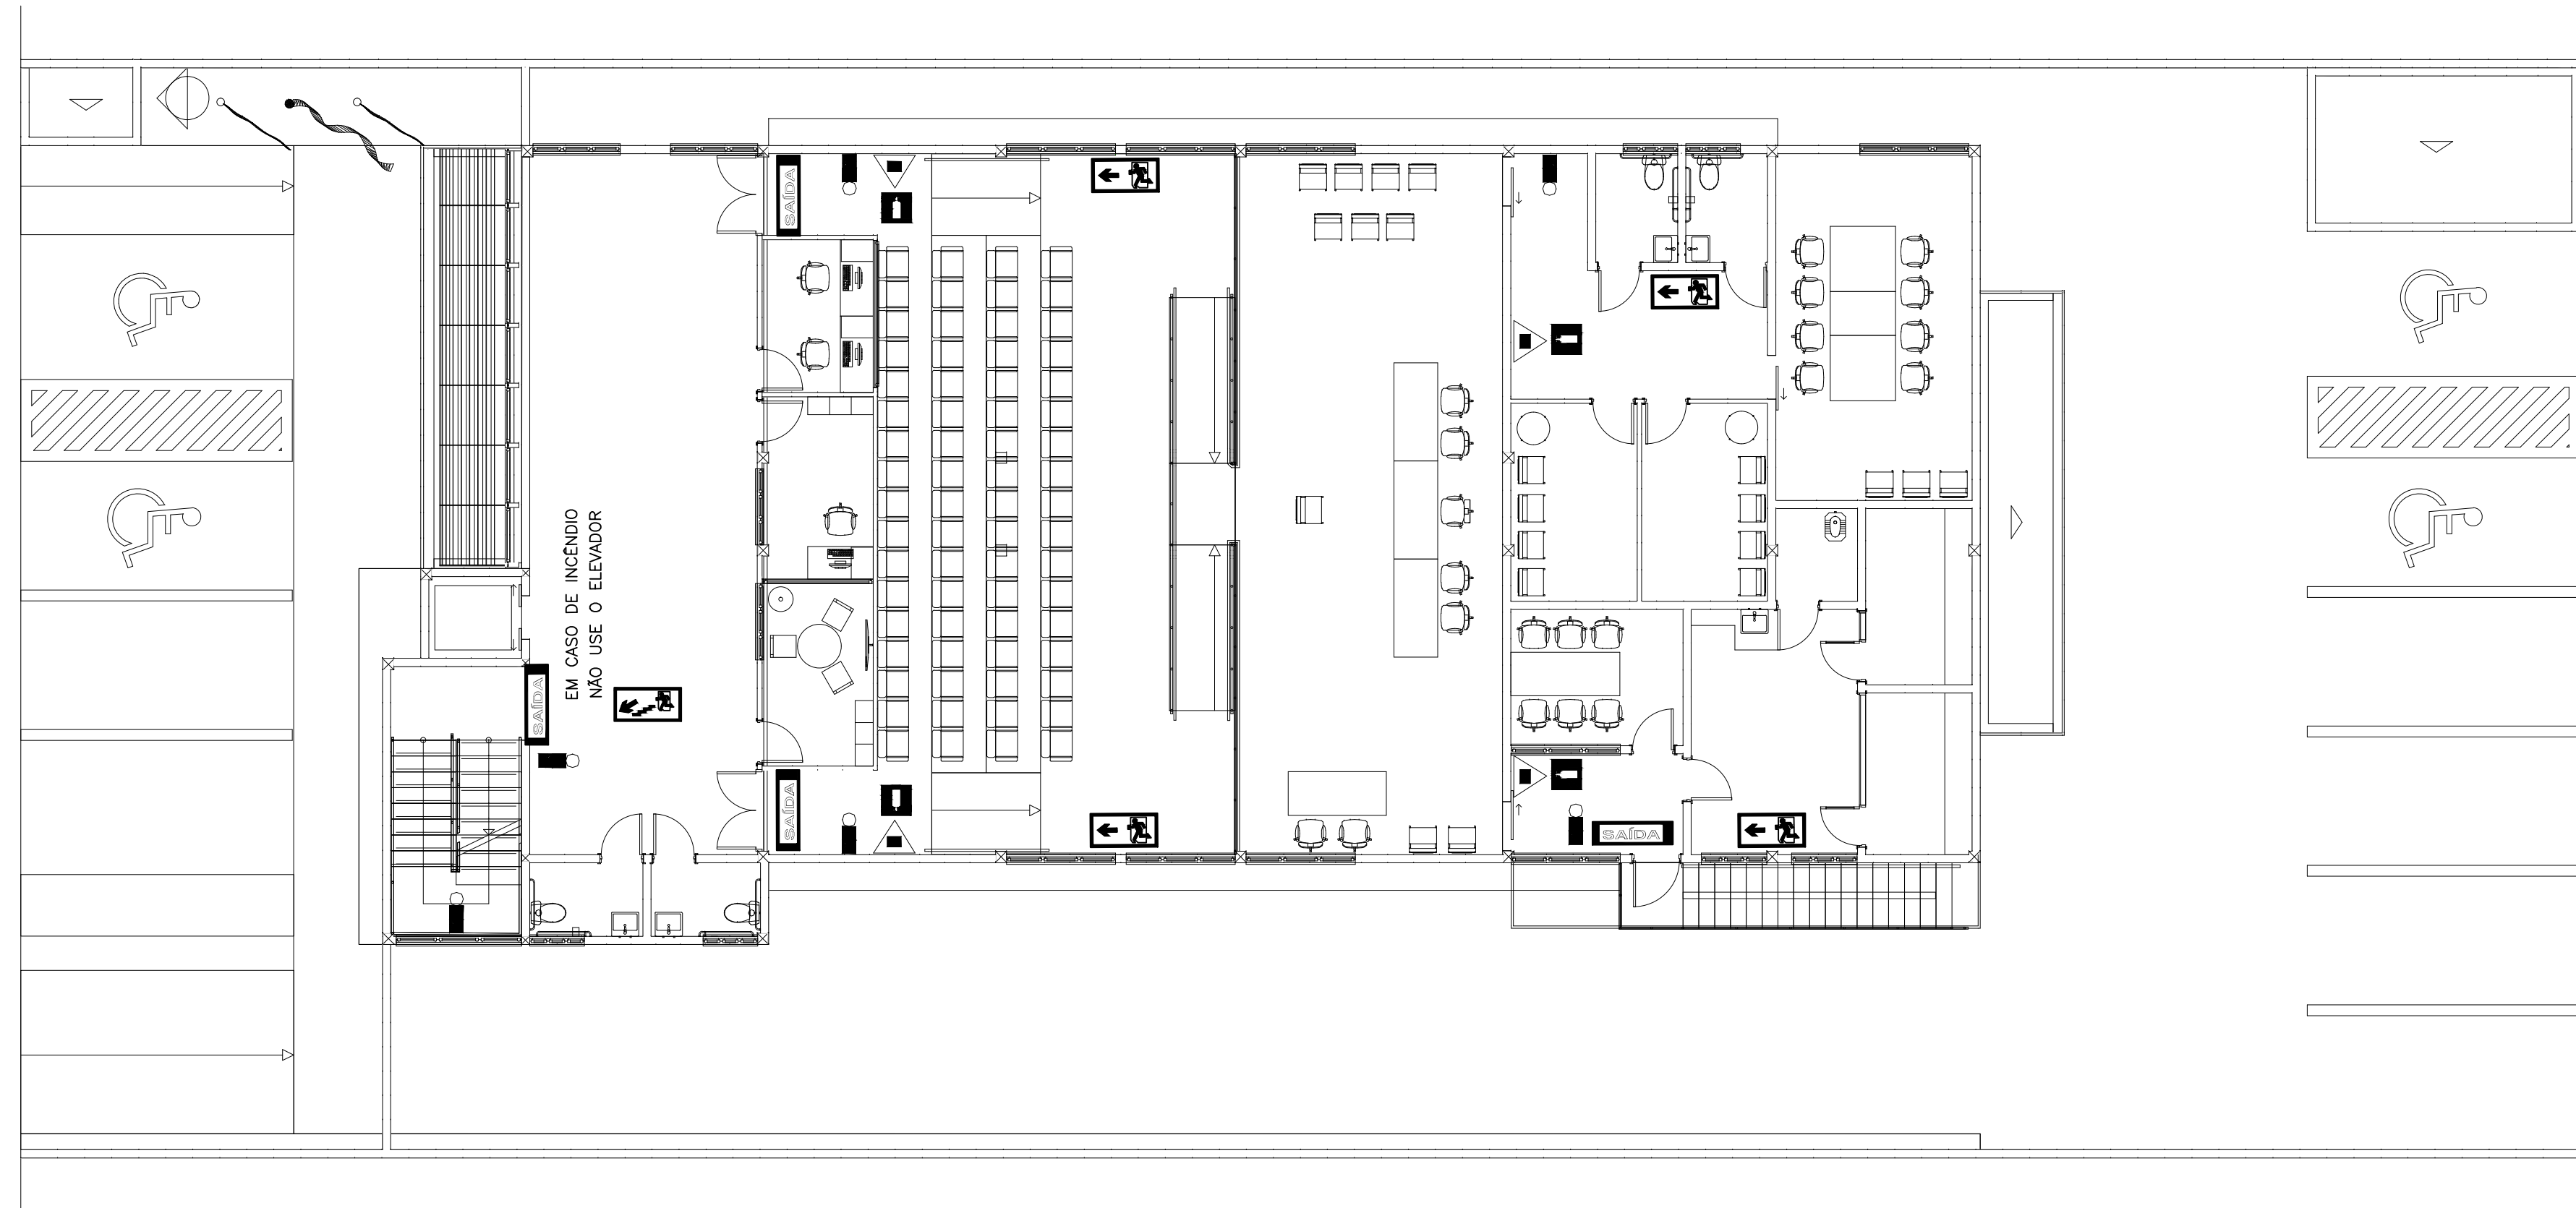 SAÍDA
EM CASO DE INCÊNDIO
NÃO USE O ELEVADOR
SAÍDA
SAÍDA
SAÍDA